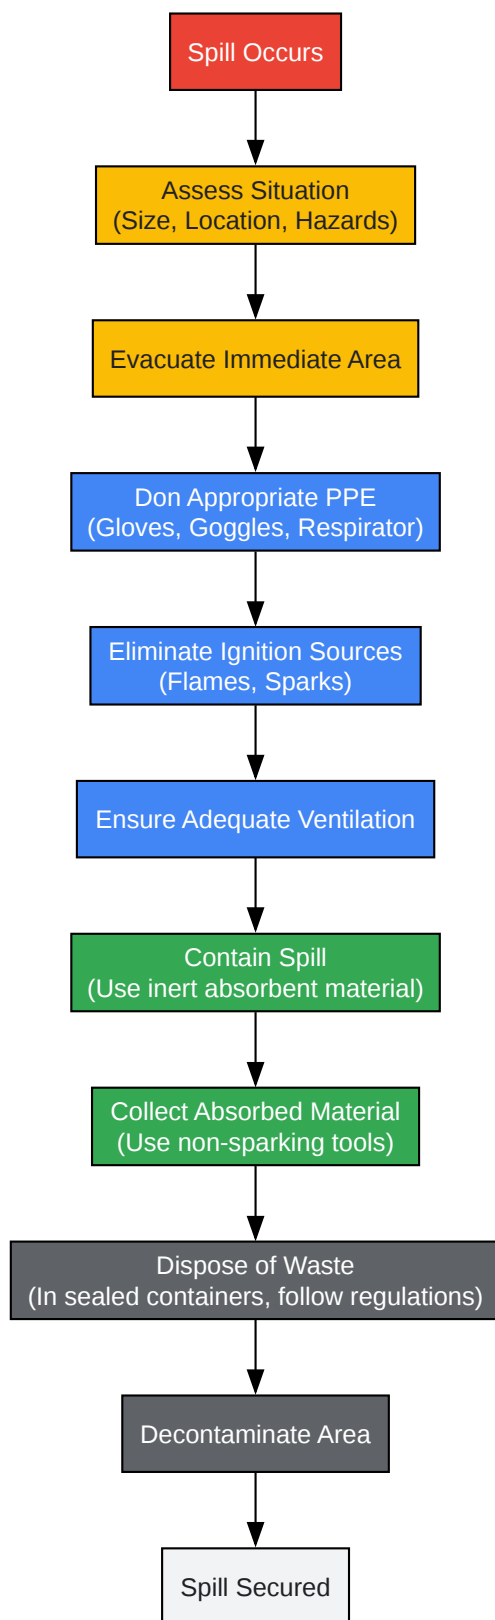 Spill Occurs
Assess Situation
(Size, Location, Hazards)
Evacuate Immediate Area
Don Appropriate PPE
(Gloves, Goggles, Respirator)
Eliminate Ignition Sources
(Flames, Sparks)
Ensure Adequate Ventilation
Contain Spill
(Use inert absorbent material)
Collect Absorbed Material
(Use non-sparking tools)
Dispose of Waste
(In sealed containers, follow regulations)
Decontaminate Area
Spill Secured